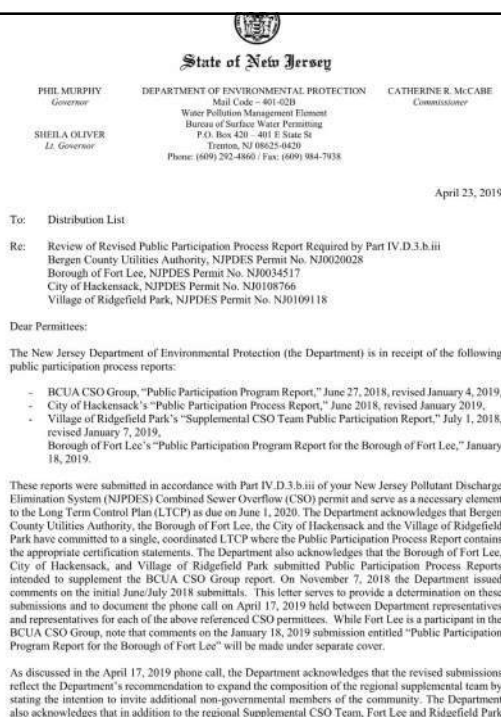 State of New Jersey
PHIL MURPHY
Governor
DEPARTMENT OF ENVIRONMENTAL PROTECTION
CATHERINE R. McCABE
Commissioner
Mail Code – 401-02B
Water Pollution Management Element
Bureau of Surface Water Permitting
SHEILA OLIVER
Lt. Governor
P.O. Box 420 – 401 E State St
Trenton, NJ 08625-0420
Phone: (609) 292-4860 / Fax: (609) 984-7938
April 23, 2019
To: Distribution List
Re: Review of Revised Public Participation Process Report Required by Part IV.D.3.b.iii
Bergen County Utilities Authority, NJPDES Permit No. NJ0020028
Borough of Fort Lee, NJPDES Permit No. NJ0034517
City of Hackensack, NJPDES Permit No. NJ0108766
Village of Ridgefield Park, NJPDES Permit No. NJ0109118
Dear Permittees:
The New Jersey Department of Environmental Protection (the Department) is in receipt of the following
public participation process reports:
- BCUA CSO Group, "Public Participation Program Report," June 27, 2018, revised January 4, 2019,
- City of Hackensack's "Public Participation Process Report," June 2018, revised January 2019,
- Village of Ridgefield Park's "Supplemental CSO Team Public Participation Report," July 1, 2018,
revised January 7, 2019,
Borough of Fort Lee's "Public Participation Program Report for the Borough of Fort Lee," January
18, 2019.
These reports were submitted in accordance with Part IV.D.3.b.iii of your New Jersey Pollutant Discharge
Elimination System (NJPDES) Combined Sewer Overflow (CSO) permit and serve as a necessary element
to the Long Term Control Plan (LTCP) as due on June 1, 2020. The Department acknowledges that Bergen
County Utilities Authority, the Borough of Fort Lee, the City of Hackensack and the Village of Ridgefield
Park have committed to a single, coordinated LTCP where the Public Participation Process Report contains
the appropriate certification statements. The Department also acknowledges that the Borough of Fort Lee,
City of Hackensack, and Village of Ridgefield Park submitted Public Participation Process Reports
intended to supplement the BCUA CSO Group report. On November 7, 2018 the Department issued
comments on the initial June/July 2018 submittals. This letter serves to provide a determination on these
submissions and to document the phone call on April 17, 2019 held between Department representatives
and representatives for each of the above referenced CSO permittees. While Fort Lee is a participant in the
BCUA CSO Group, note that comments on the January 18, 2019 submission entitled "Public Participation
Program Report for the Borough of Fort Lee" will be made under separate cover.
As discussed in the April 17, 2019 phone call, the Department acknowledges that the revised submissions
reflect the Department's recommendation to expand the composition of the regional supplemental team by
stating the intention to invite additional non-governmental members of the community. The Department
also acknowledges that in addition to the regional Supplemental CSO Team, Fort Lee and Ridgefield Park